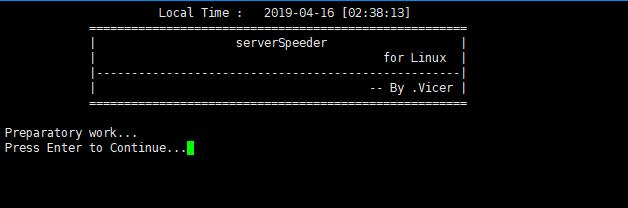 Local Time :   2019-04-16 [02:38:13]
======================================================
|                    serverSpeeder                   |
|                                         for Linux  |
|----------------------------------------------------|
|                                       -- By .Vicer |
======================================================
Preparatory work...
Press Enter to Continue...